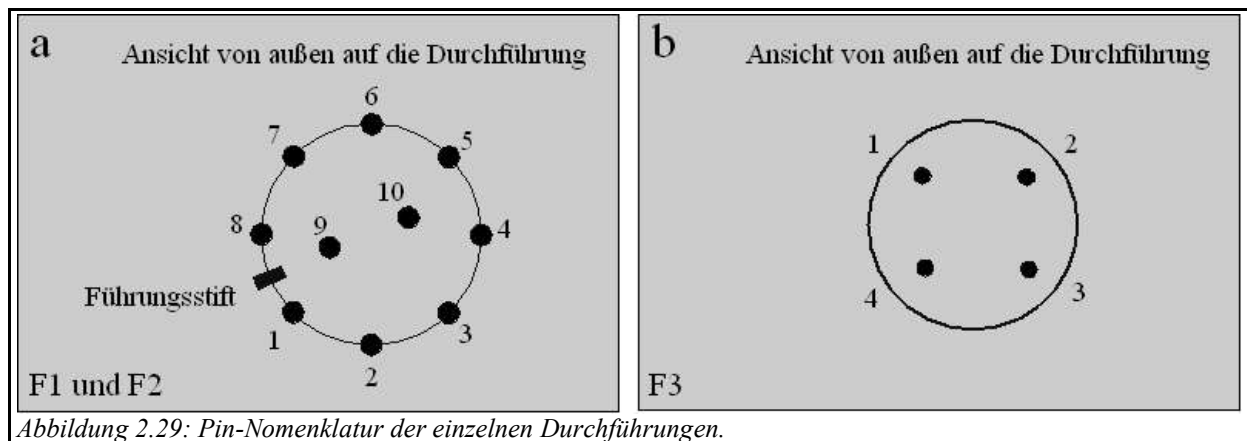 a
Ansicht von außen auf die Durchführung
6
7
5
10
8
9
4
Führungsstift
1
3
2
F1 und F2
b
Ansicht von außen auf die Durchführung
1
2
4
3
F3
Abbildung 2.29: Pin-Nomenklatur der einzelnen Durchführungen.